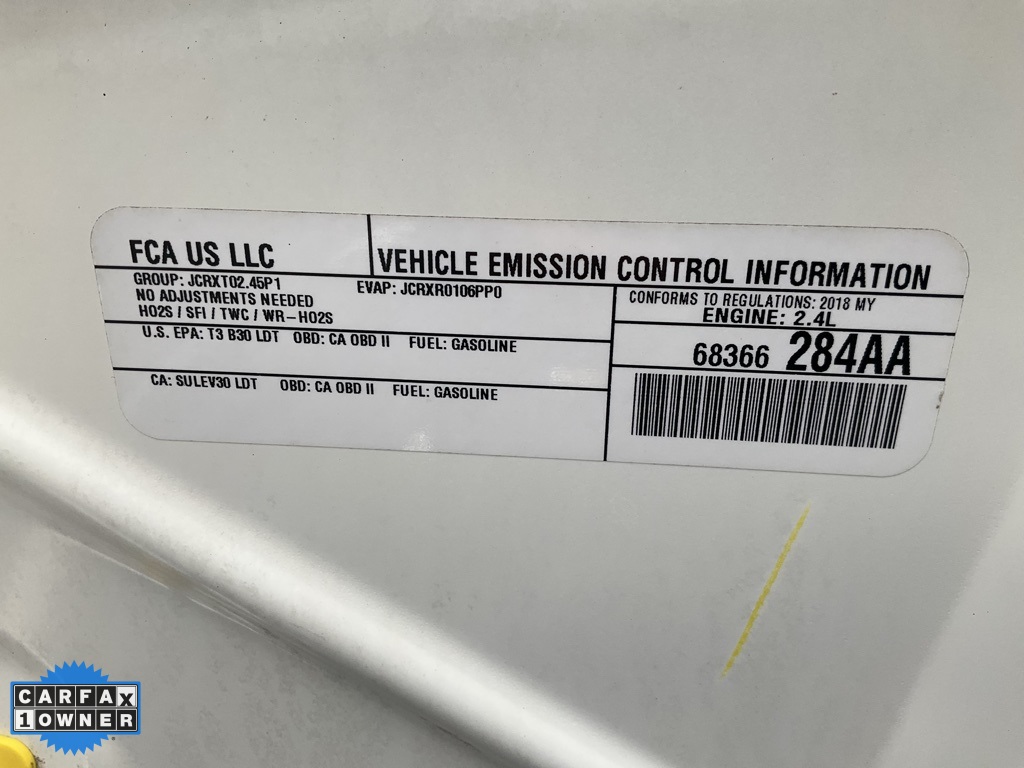 FCA US LLC
VEHICLE EMISSION CONTROL INFORMATION
GROUP: JCRXT02.45P1
EVAP: JCRXR0106PP0
NO ADJUSTMENTS NEEDED
HO2S / SFI / TWC / WR-HO2S
U.S. EPA: T3 B30 LDT OBD: CA OBD II FUEL: GASOLINE
CA: SULEV30 LDT OBD: CA OBD II FUEL: GASOLINE
CONFORMS TO REGULATIONS: 2018 MY
ENGINE: 2.4L
68366 284AA
CARFAX
1 OWNER